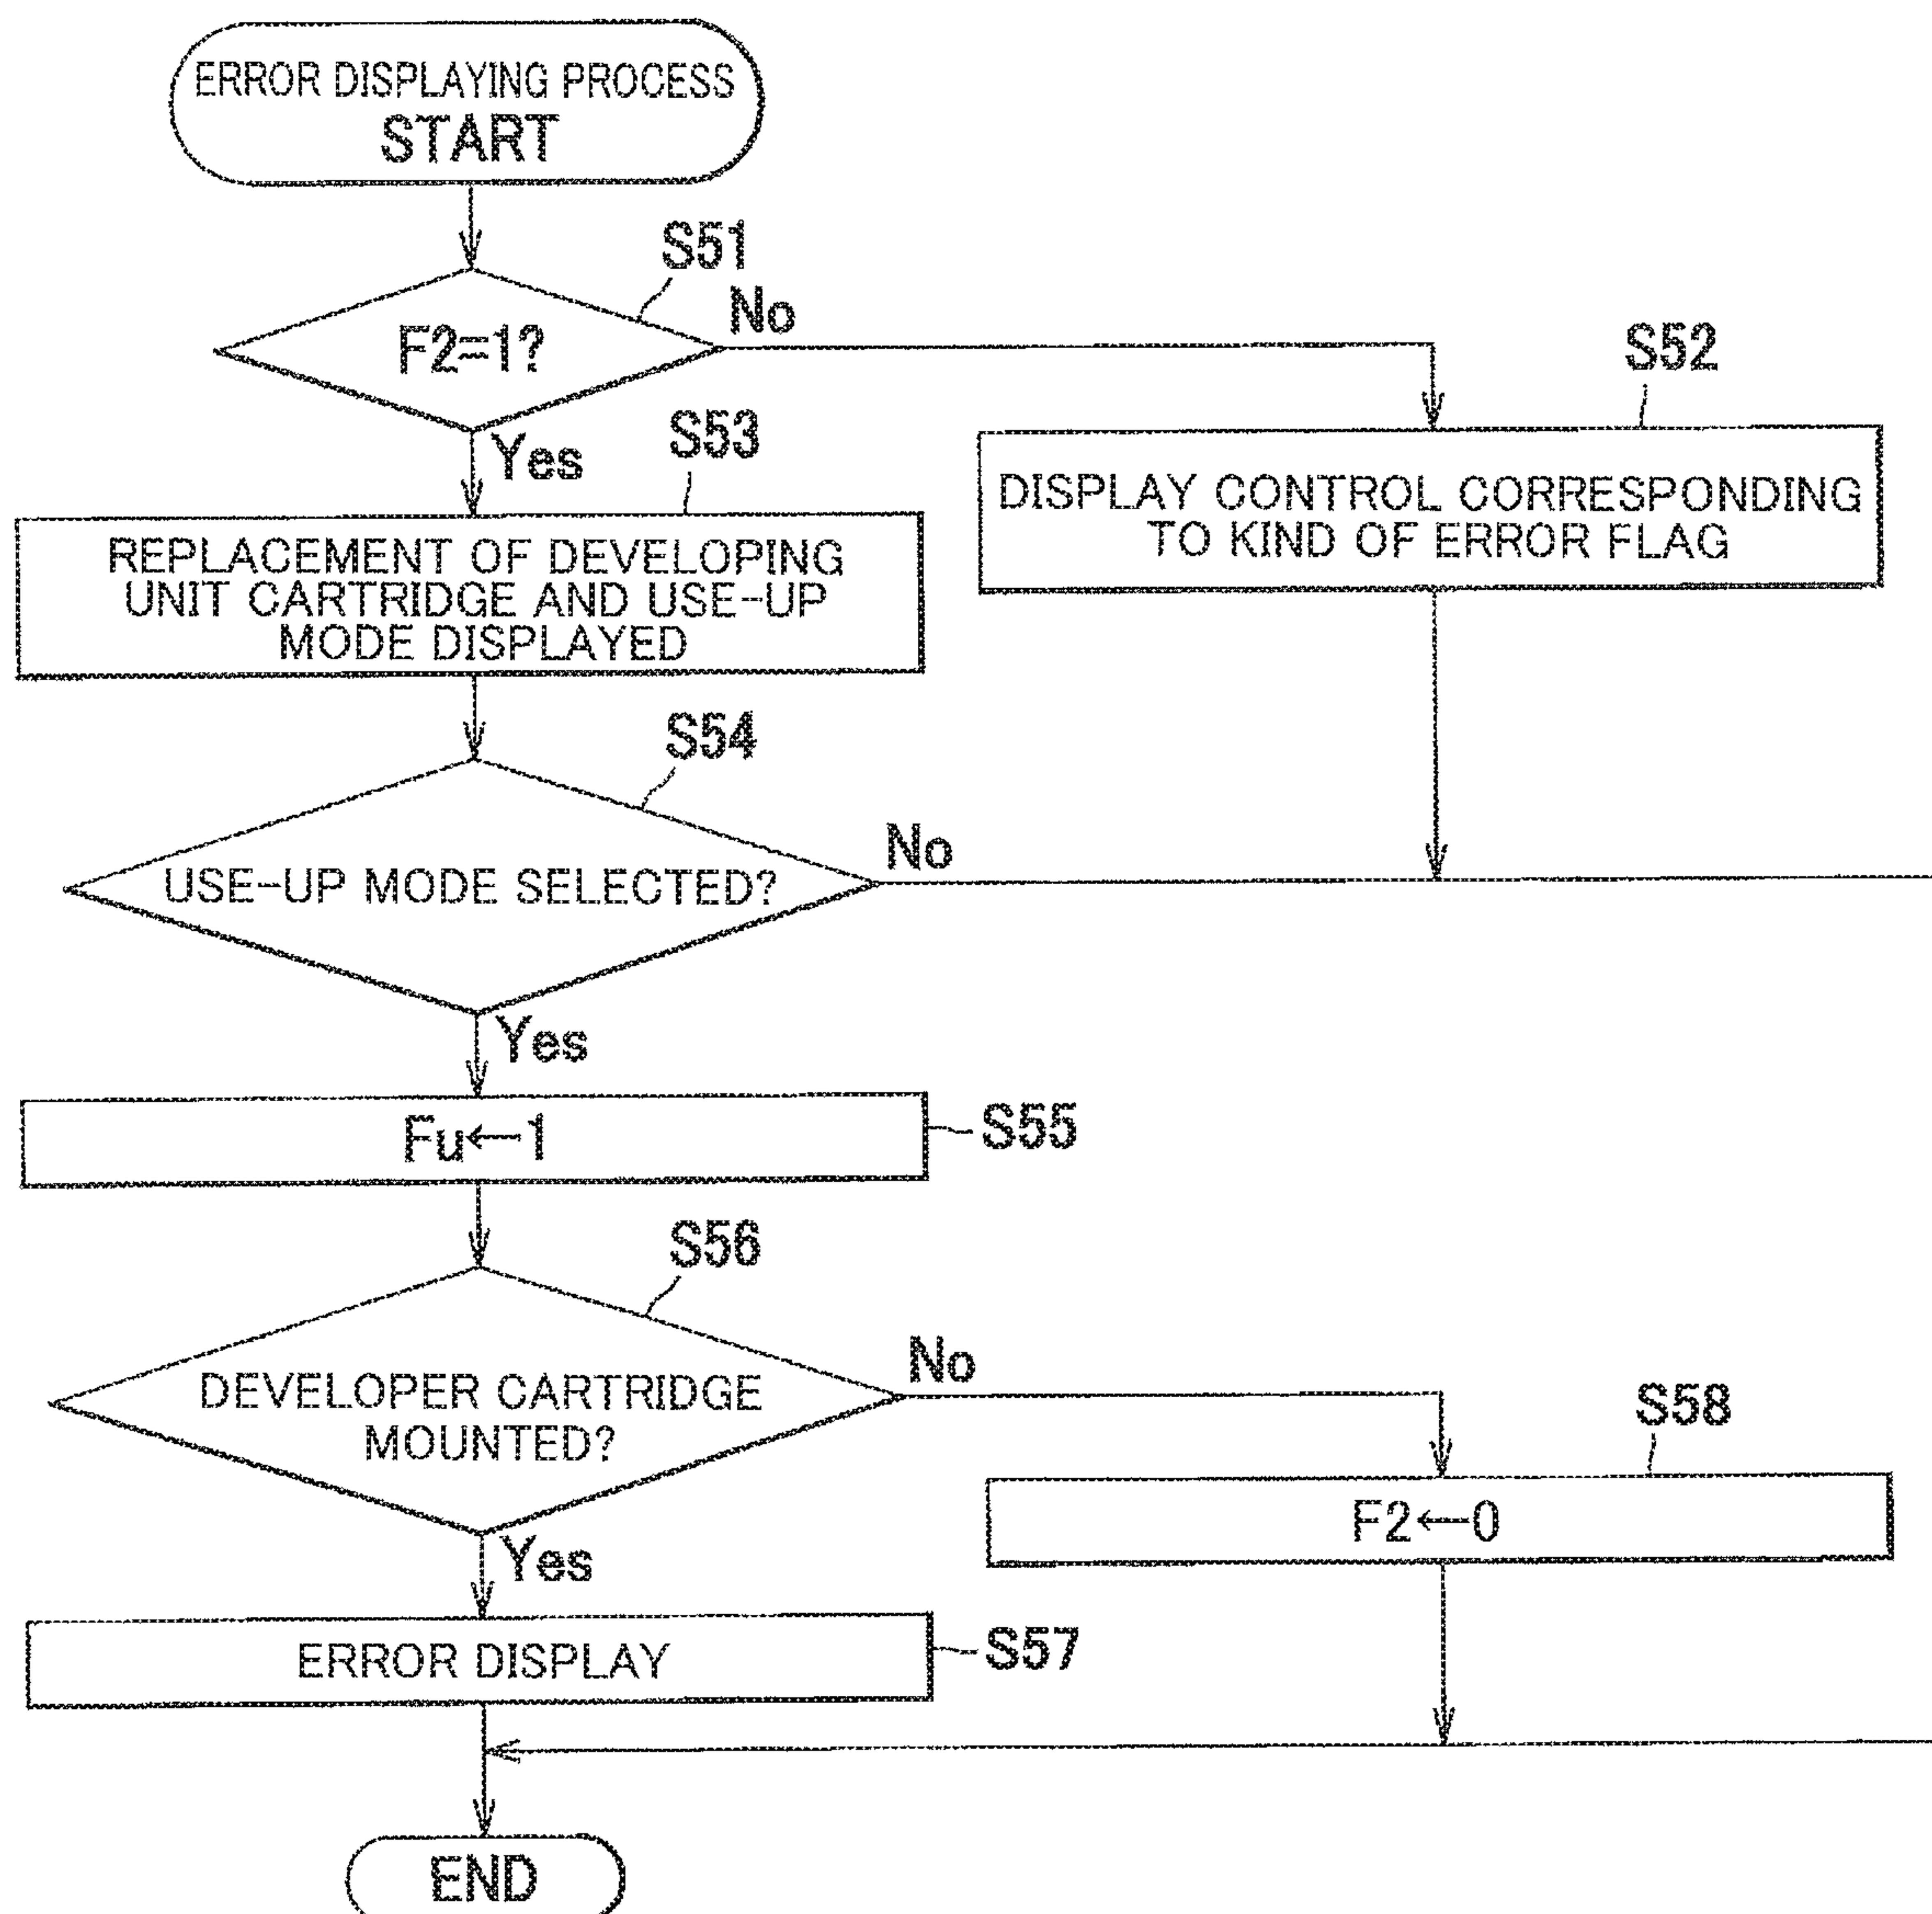 ERROR DISPLAYING PROCESS
START
S51
F2=1?
No
S52
Yes
S53
DISPLAY CONTROL CORRESPONDING
TO KIND OF ERROR FLAG
REPLACEMENT OF DEVELOPING
UNIT CARTRIDGE AND USE-UP
MODE DISPLAYED
S54
USE-UP MODE SELECTED?
No
Yes
Fu←1
S55
S56
DEVELOPER CARTRIDGE
MOUNTED?
No
S58
F2←0
Yes
ERROR DISPLAY
S57
END